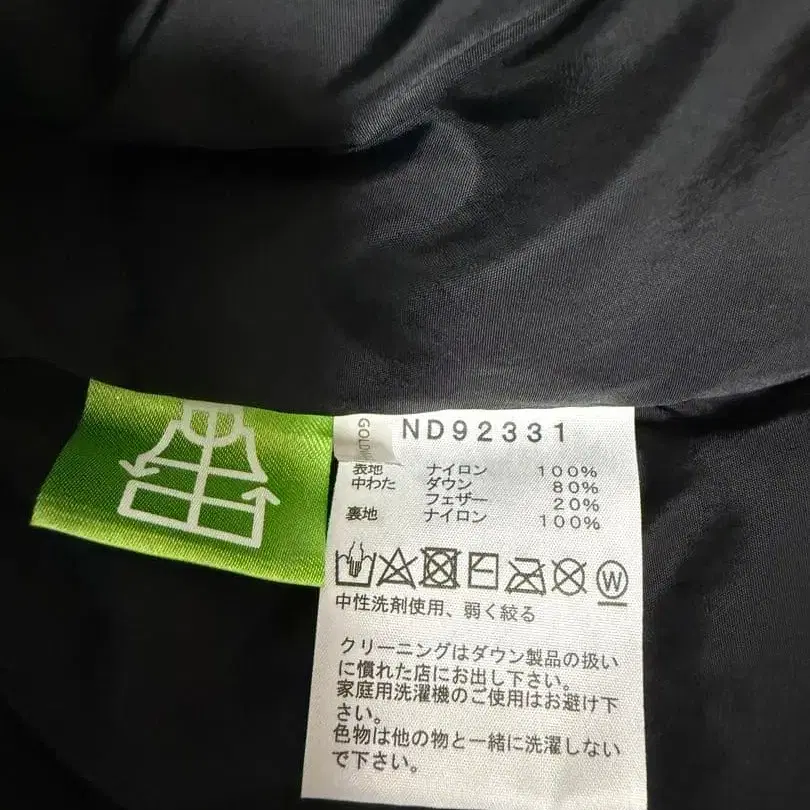 GOLD
ND92331
表地 ナイロン 100%
中わた ダウン 80%
フェザー 20%
裏地 ナイロン 100%
W
中性洗剤使用、弱く絞る
クリーニングはダウン製品の扱い
に慣れた店にお出し下さい。
家庭用洗濯機のご使用はお避け下
さい。
色物は他の物と一緒に洗濯しない
で下さい。